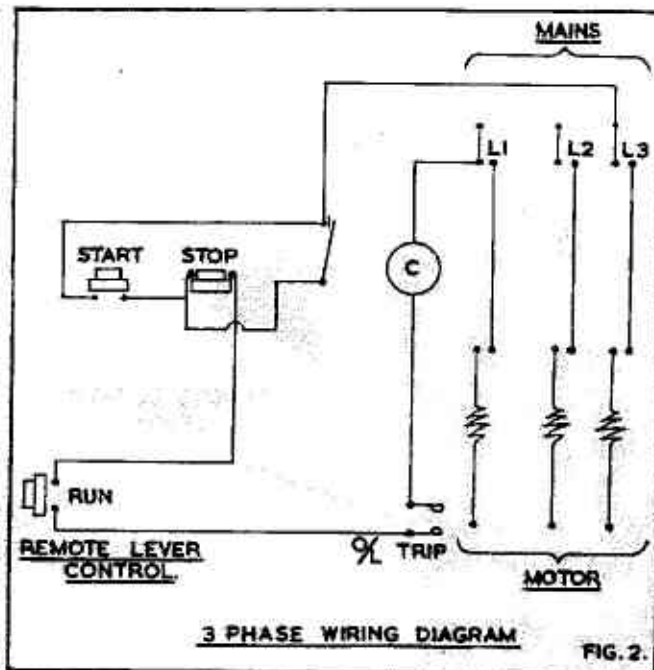 MAINS
L1 L2 L3
C
START STOP
RUN
REMOTE LEVER
CONTROL.
O/L TRIP
MOTOR
3 PHASE WIRING DIAGRAM
FIG. 2.